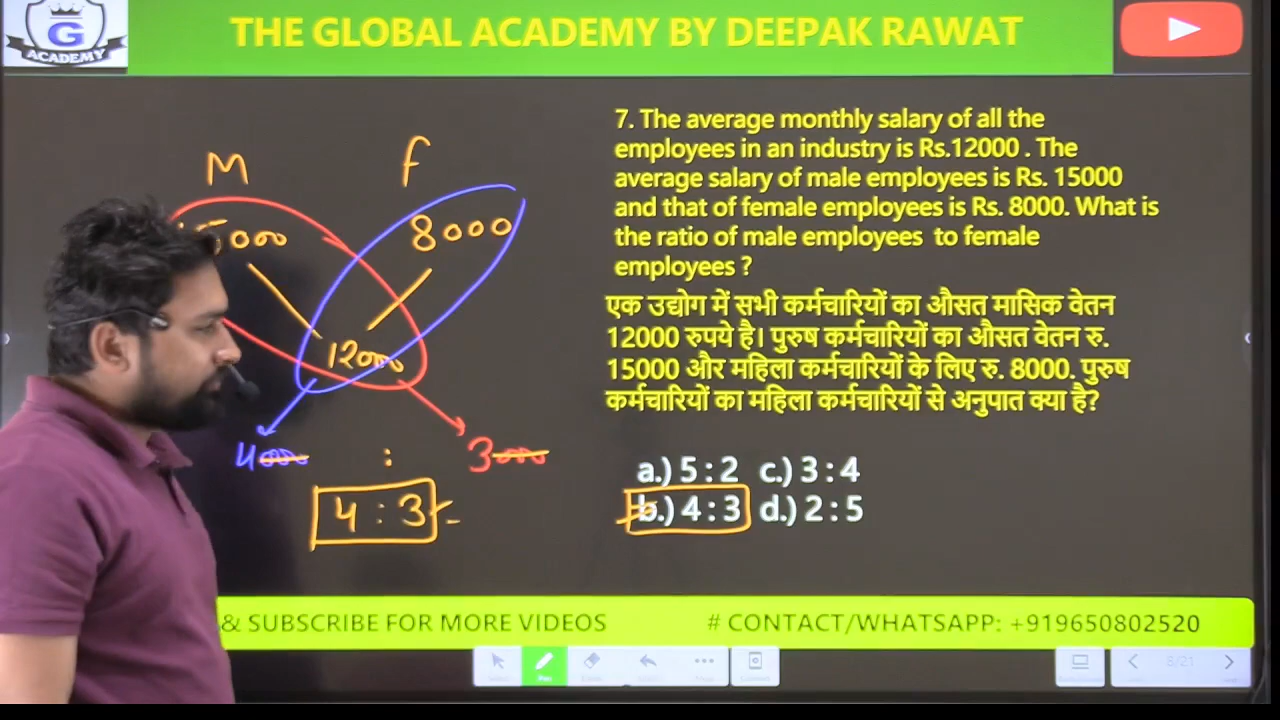 G
ACADEMY
THE GLOBAL ACADEMY BY DEEPAK RAWAT
M F
5000 8000
12000
4000 : 3000
4 : 3
7. The average monthly salary of all the
employees in an industry is Rs.12000 . The
average salary of male employees is Rs. 15000
and that of female employees is Rs. 8000. What is
the ratio of male employees to female
employees ?
एक उद्योग में सभी कर्मचारियों का औसत मासिक वेतन
12000 रुपये है। पुरुष कर्मचारियों का औसत वेतन रु.
15000 और महिला कर्मचारियों के लिए रु. 8000. पुरुष
कर्मचारियों का महिला कर्मचारियों से अनुपात क्या है?
a.) 5 : 2 c.) 3 : 4
b.) 4 : 3 d.) 2 : 5
& SUBSCRIBE FOR MORE VIDEOS # CONTACT/WHATSAPP: +919650802520
8/21